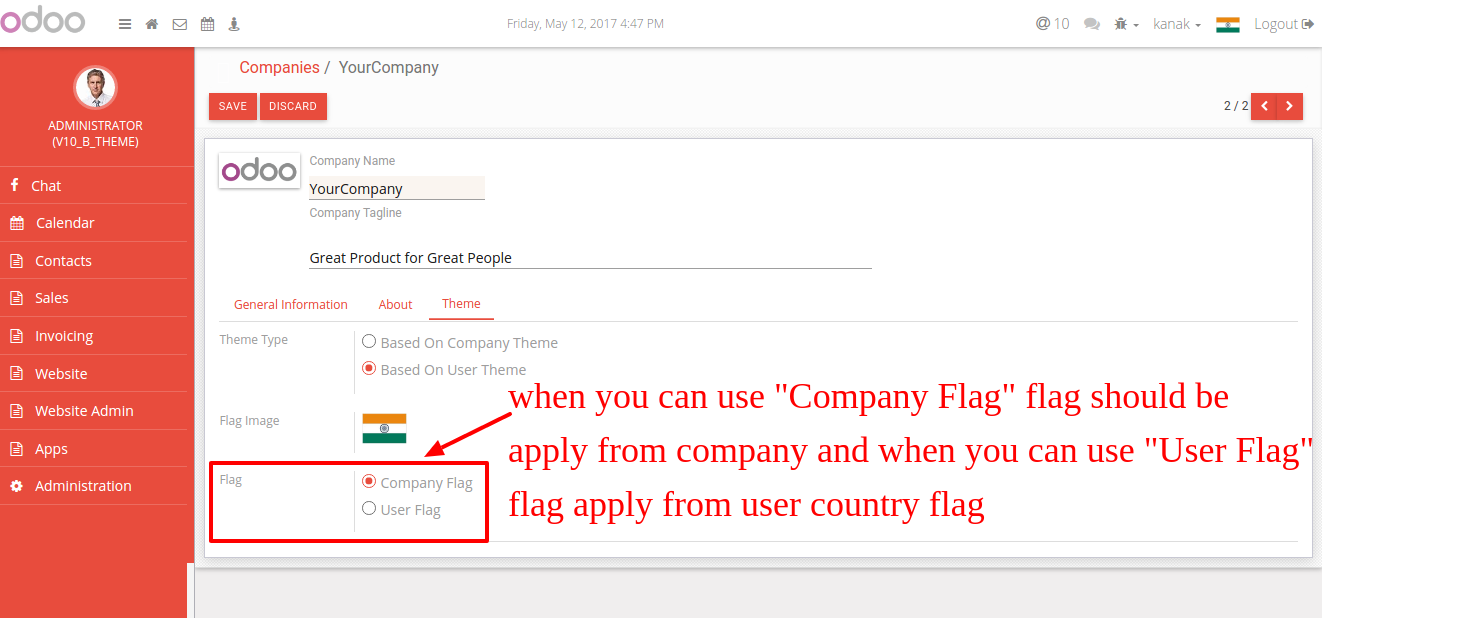 odoo
Friday, May 12, 2017 4:47 PM
@ 10
kanak
Logout
ADMINISTRATOR
(V10_B_THEME)
Chat
Calendar
Contacts
Sales
Invoicing
Website
Website Admin
Apps
Administration
Companies / YourCompany
SAVE
DISCARD
2 / 2
odoo
Company Name
YourCompany
Company Tagline
Great Product for Great People
General Information
About
Theme
Theme Type
Based On Company Theme
Based On User Theme
Flag Image
Flag
Company Flag
User Flag
when you can use "Company Flag" flag should be
apply from company and when you can use "User Flag"
flag apply from user country flag